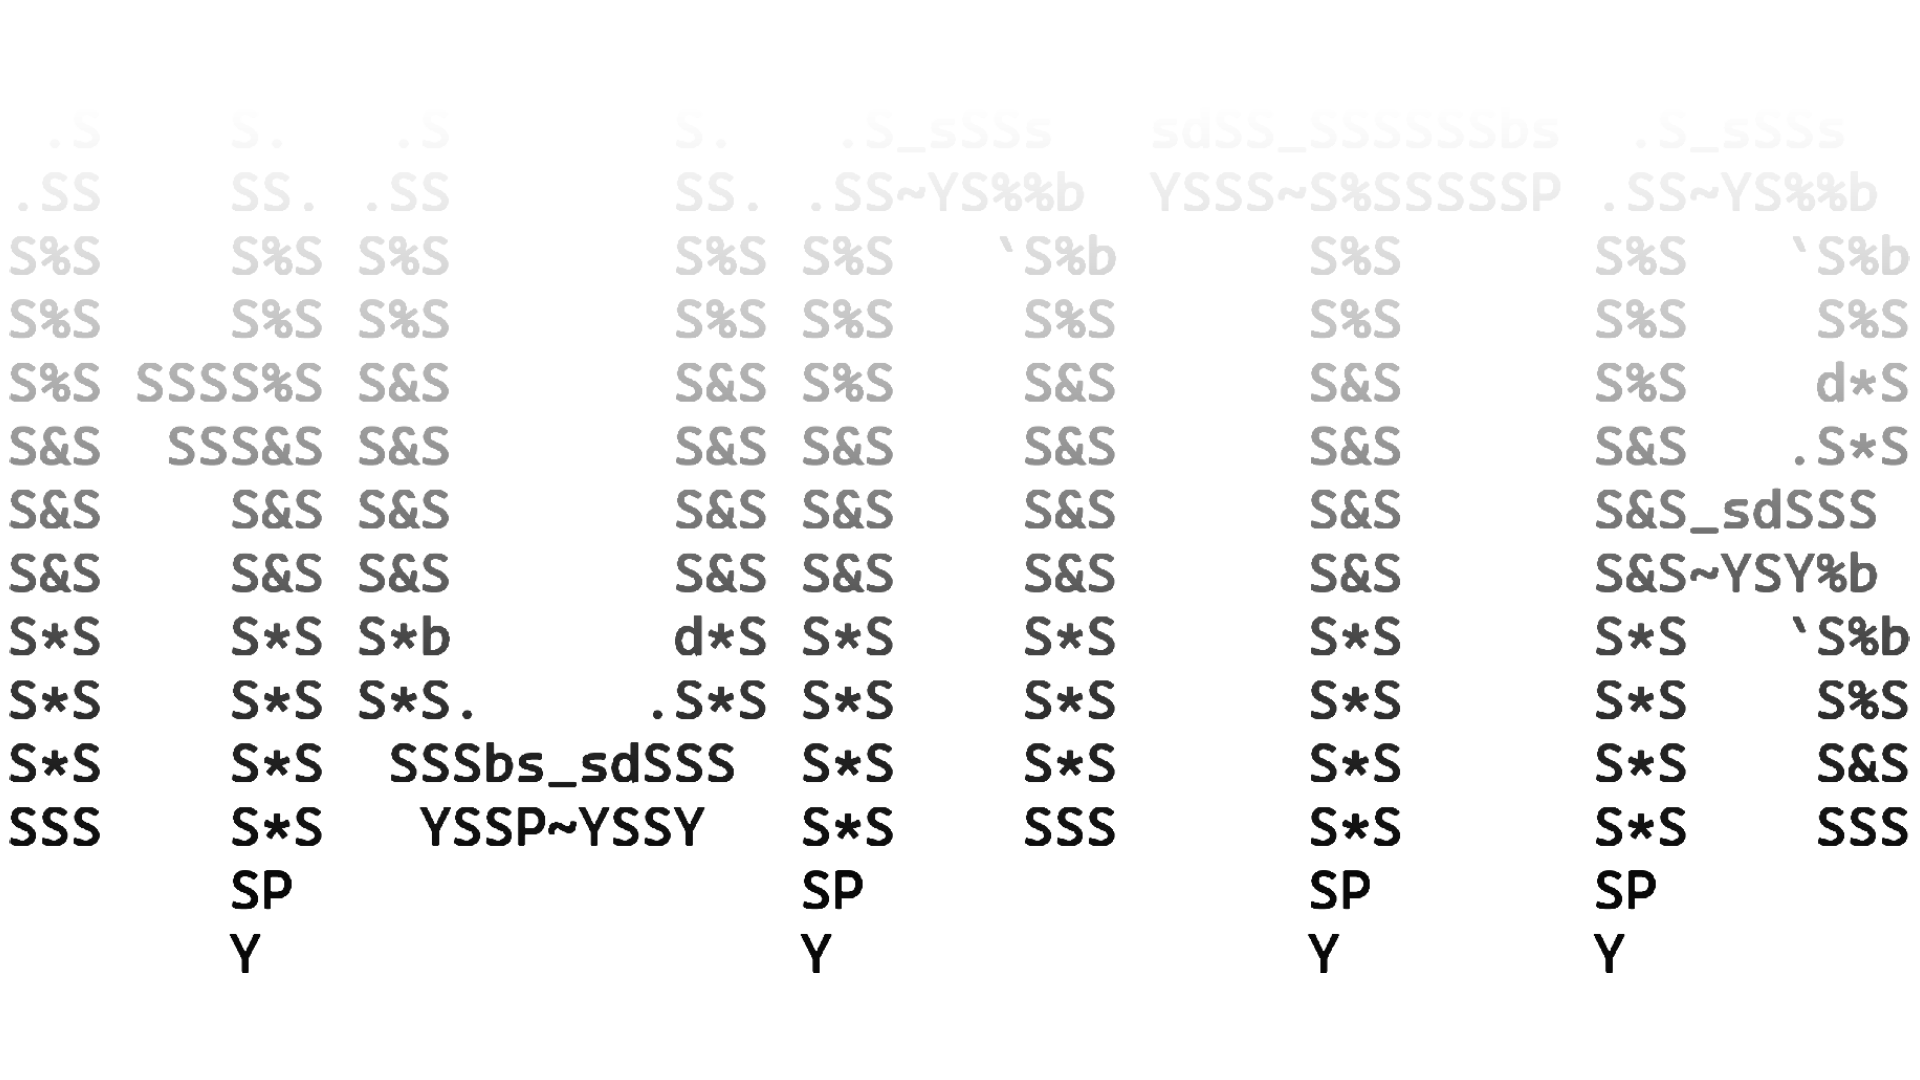 .S    S.   .S       S.   .S_sSSs   sdSS_SSSSSSbs  .S_sSSs
.SS    SS. .SS       SS. .SS~YS%%b  YSSS~S%SSSSSP .SS~YS%%b
S%S    S%S S%S       S%S S%S   `S%b      S%S      S%S   `S%b
S%S    S%S S%S       S%S S%S    S%S      S%S      S%S    S%S
S%S SSSS%S S&S       S&S S%S    S&S      S&S      S%S    d*S
S&S  SSS&S S&S       S&S S&S    S&S      S&S      S&S   .S*S
S&S    S&S S&S       S&S S&S    S&S      S&S      S&S_sdSSS
S&S    S&S S&S       S&S S&S    S&S      S&S      S&S~YSY%b
S*S    S*S S*b       d*S S*S    S*S      S*S      S*S   `S%b
S*S    S*S S*S.     .S*S S*S    S*S      S*S      S*S    S%S
S*S    S*S  SSSbs_sdSSS  S*S    S*S      S*S      S*S    S&S
SSS    S*S   YSSP~YSSY   S*S    SSS      S*S      S*S    SSS
       SP                SP              SP       SP
       Y                 Y               Y        Y